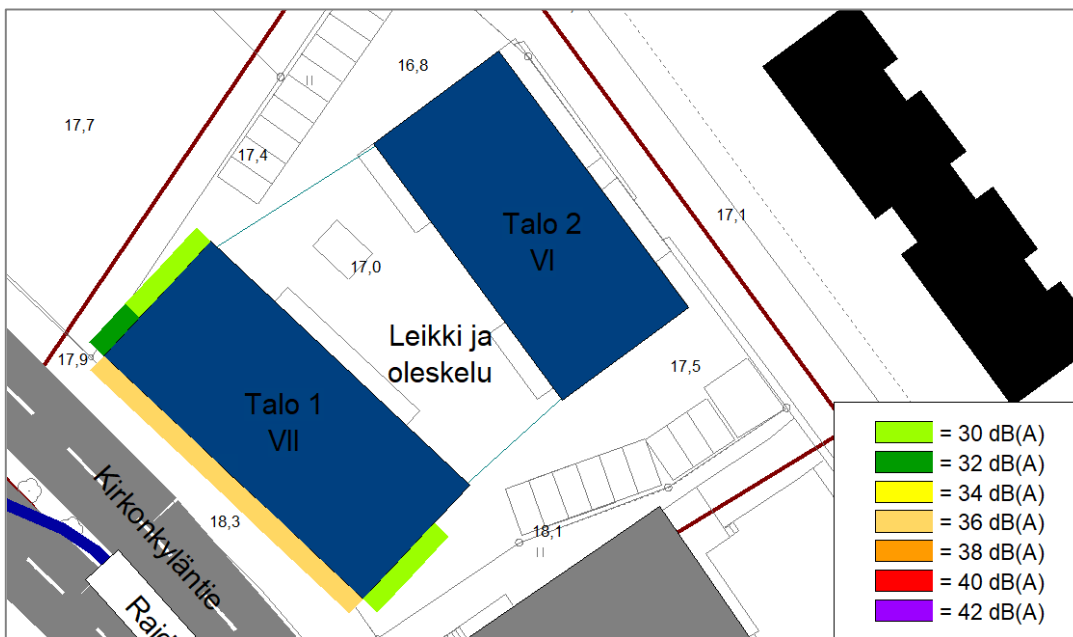 16,8
17,7
17,4
17,1
Talo 2
VI
17,0
Leikki ja
oleskelu
17,9
17,5
Talo 1
VII
Kirkonkyläntie
18,3
18,1
= 30 dB(A)
= 32 dB(A)
= 34 dB(A)
= 36 dB(A)
= 38 dB(A)
= 40 dB(A)
= 42 dB(A)